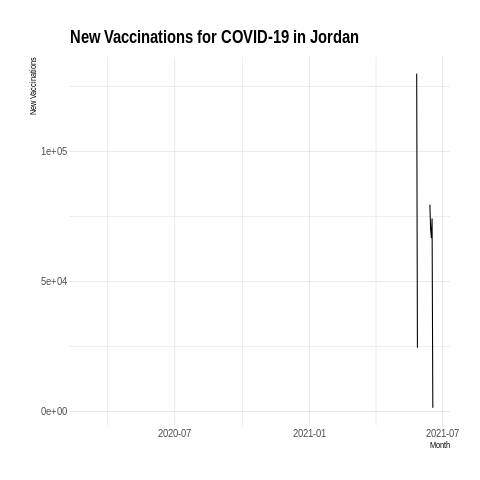 New Vaccinations for COVID-19 in Jordan
New Vaccinations
1e+05
5e+04
0e+00
2020-07
2021-01
2021-07
Month